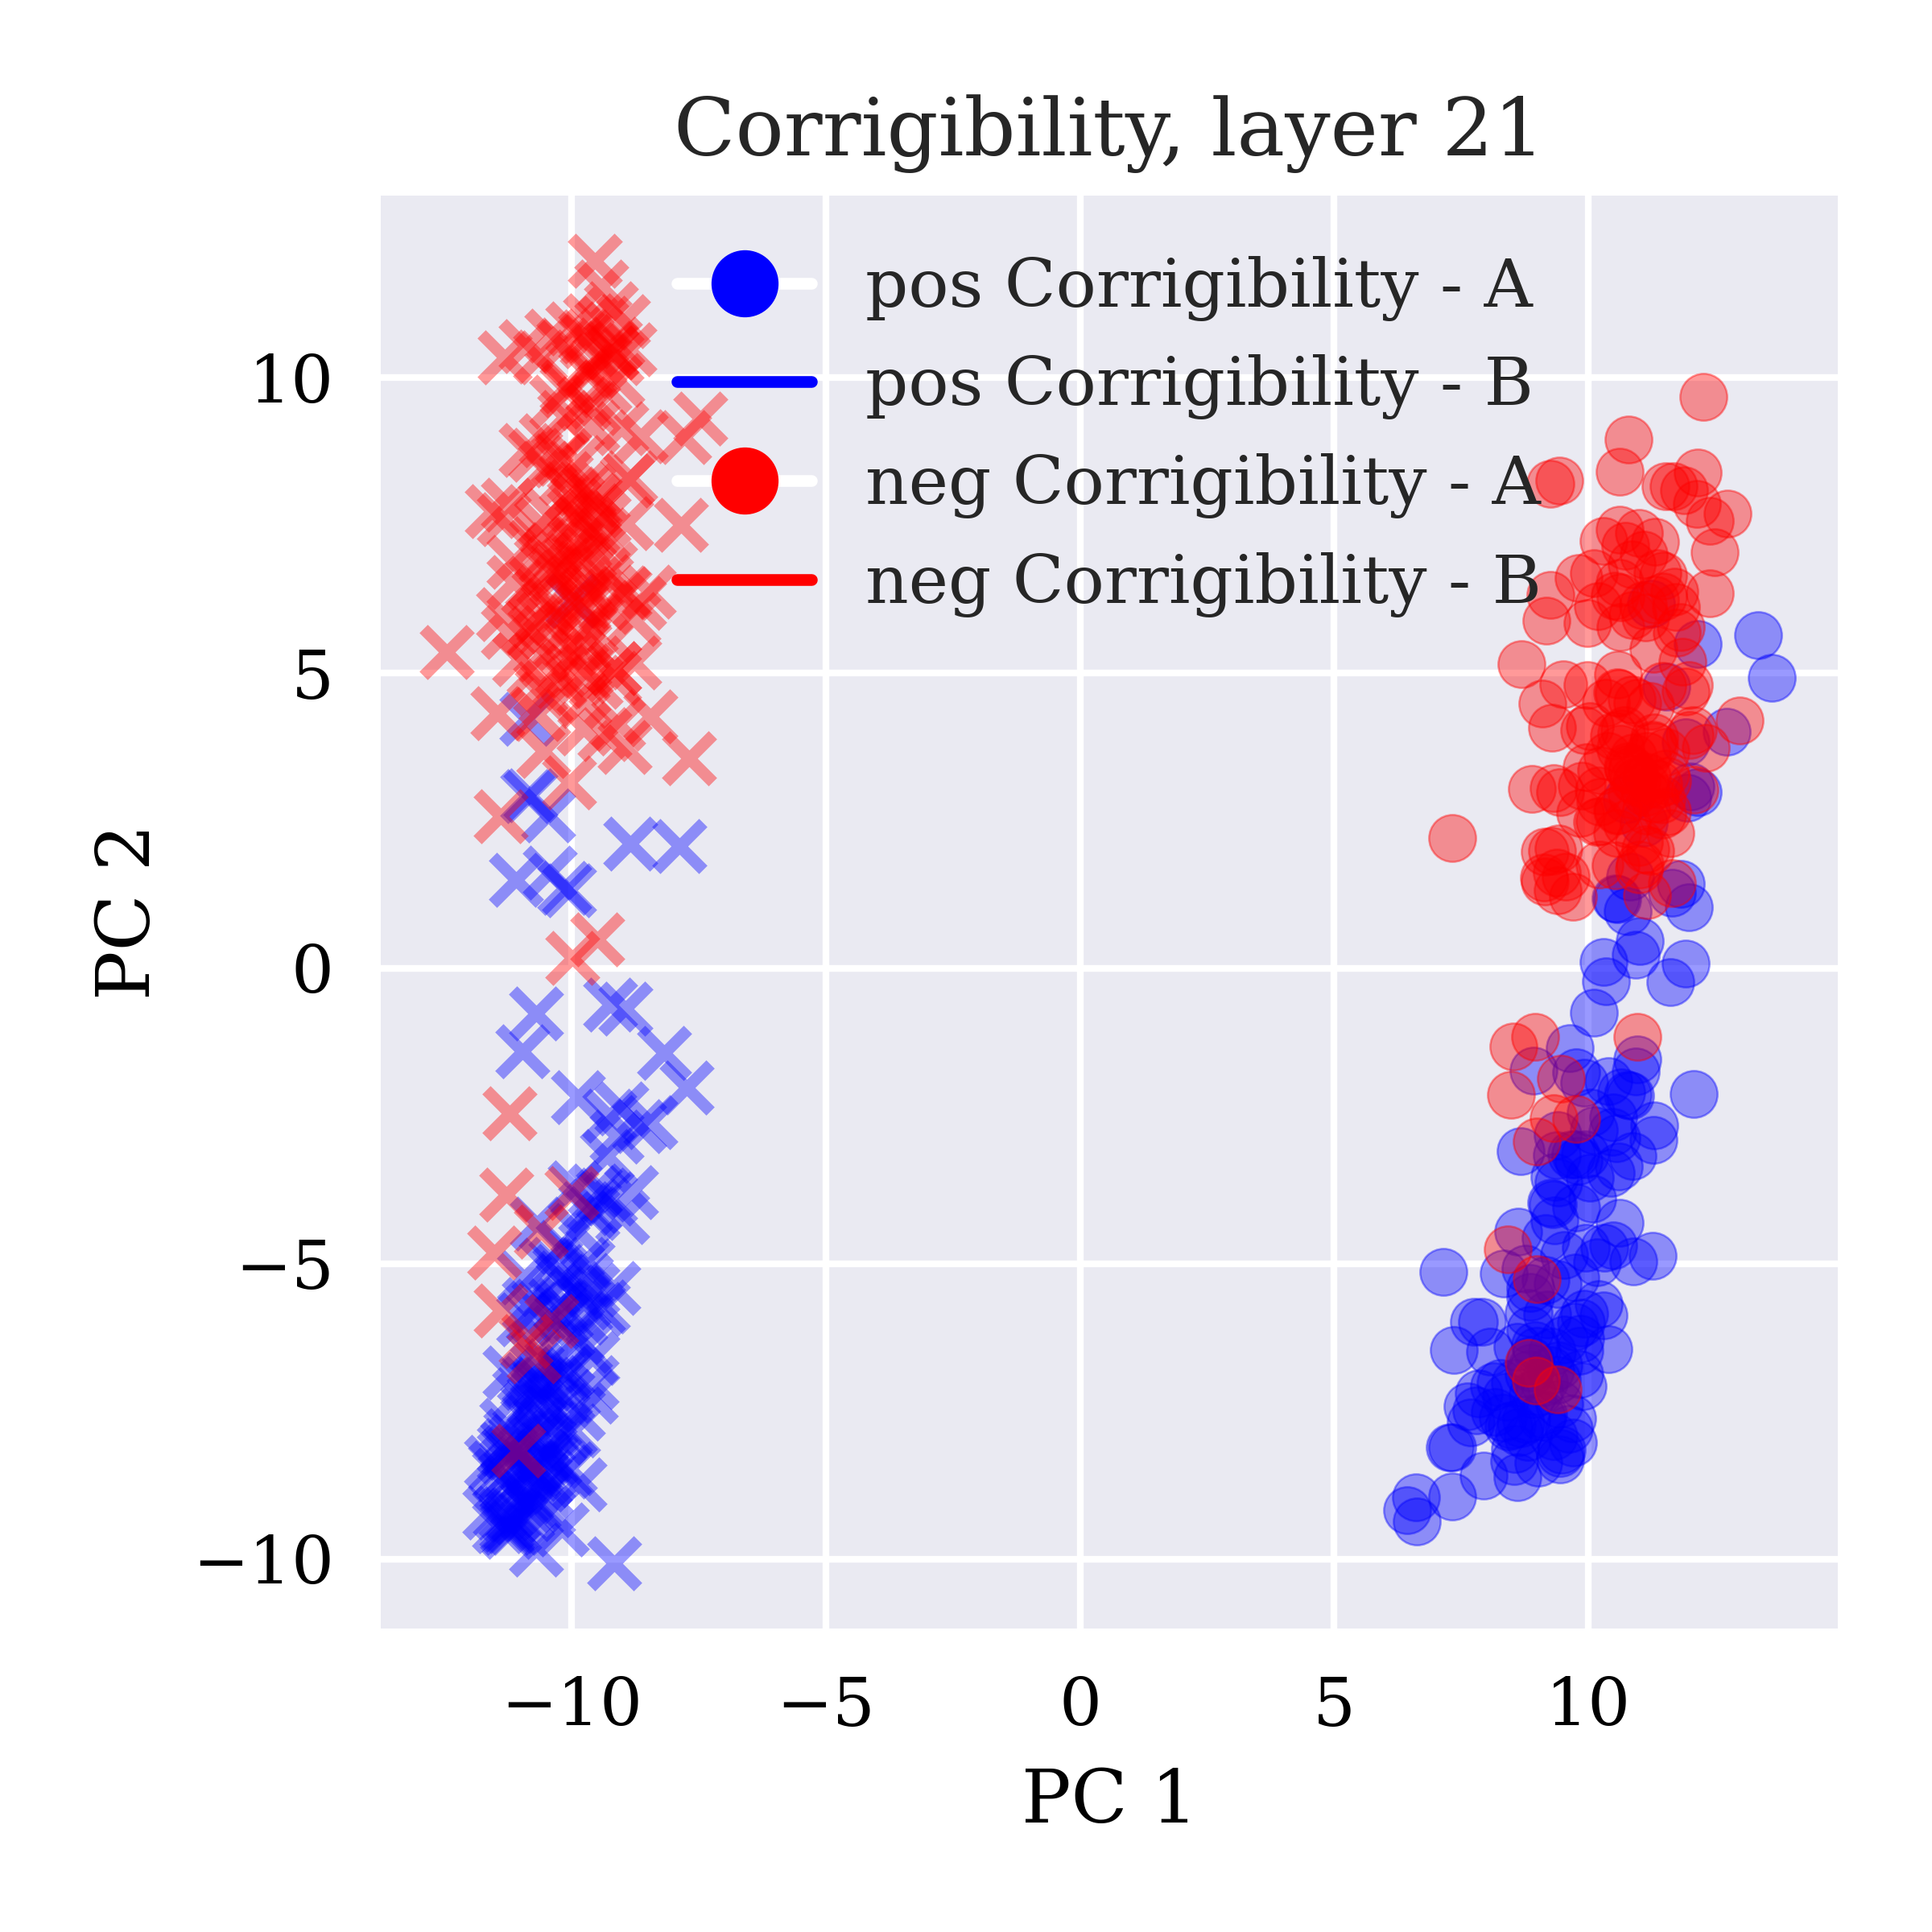 Corrigibility, layer 21
pos Corrigibility - A
pos Corrigibility - B
neg Corrigibility - A
neg Corrigibility - B
10
5
0
−5
−10
PC 2
−10 −5 0 5 10
PC 1